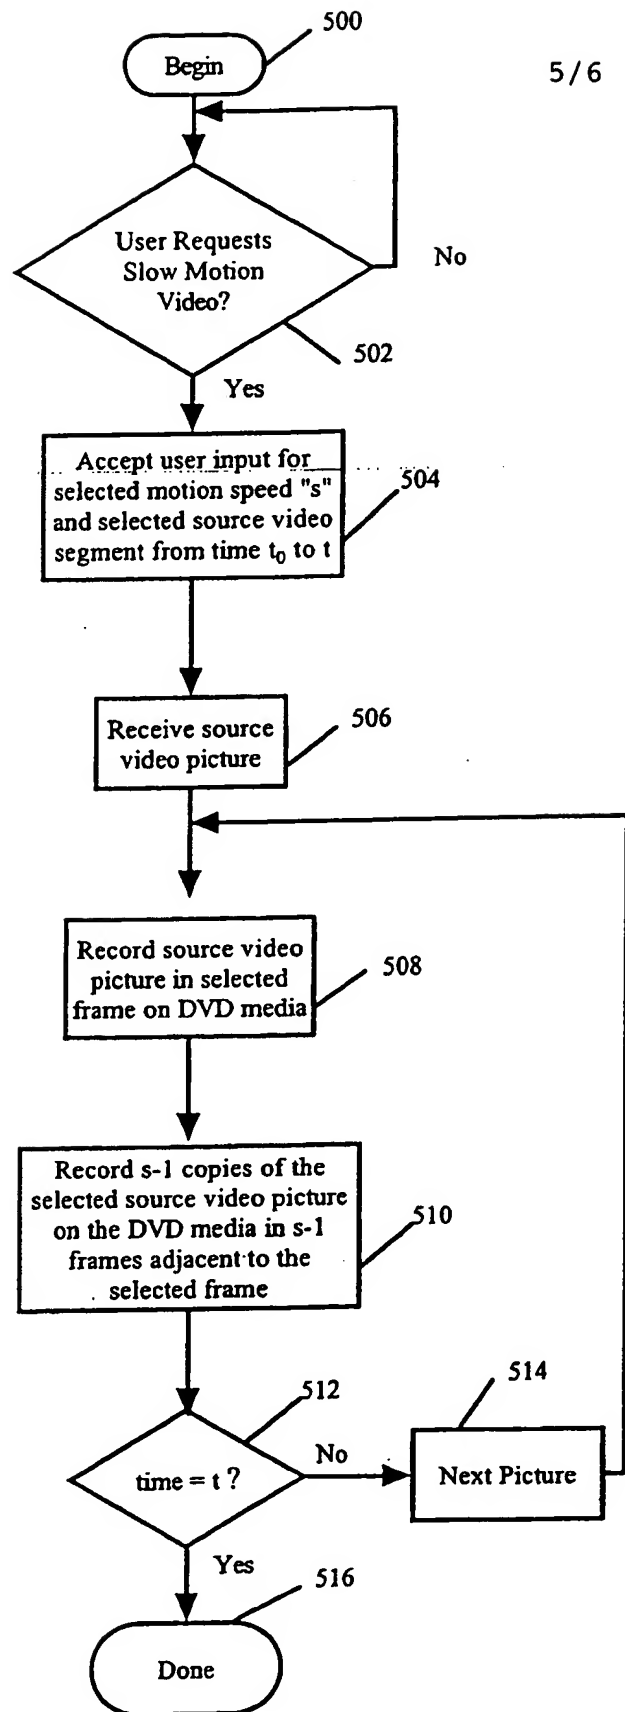 500
Begin
5/6
User Requests
Slow Motion
Video?
No
502
Yes
Accept user input for
selected motion speed "s"
and selected source video
segment from time t₀ to t
504
Receive source
video picture
506
Record source video
picture in selected
frame on DVD media
508
Record s-1 copies of the
selected source video picture
on the DVD media in s-1
frames adjacent to the
selected frame
510
512
514
time = t ?
No
Next Picture
Yes
516
Done